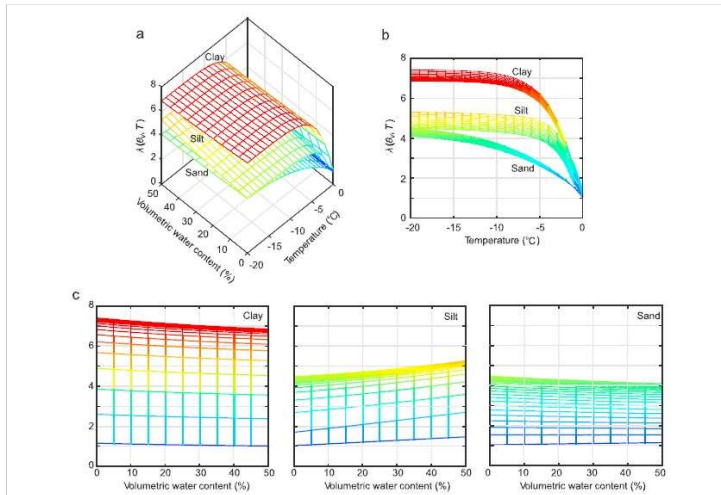 a
Clay
8
6
4
2
0
λ(θv, T)
Silt
Sand
50
40
30
20
10
0
Volumetric water content (%)
-20
-15
-10
-5
0
Temperature (°C)
b
8
6
4
2
0
λ(θv, T)
Clay
Silt
Sand
-20
-15
-10
-5
0
Temperature (°C)
c
8
6
4
2
0
Clay
0 10 20 30 40 50
Volumetric water content (%)
Silt
0 10 20 30 40 50
Volumetric water content (%)
Sand
0 10 20 30 40 50
Volumetric water content (%)